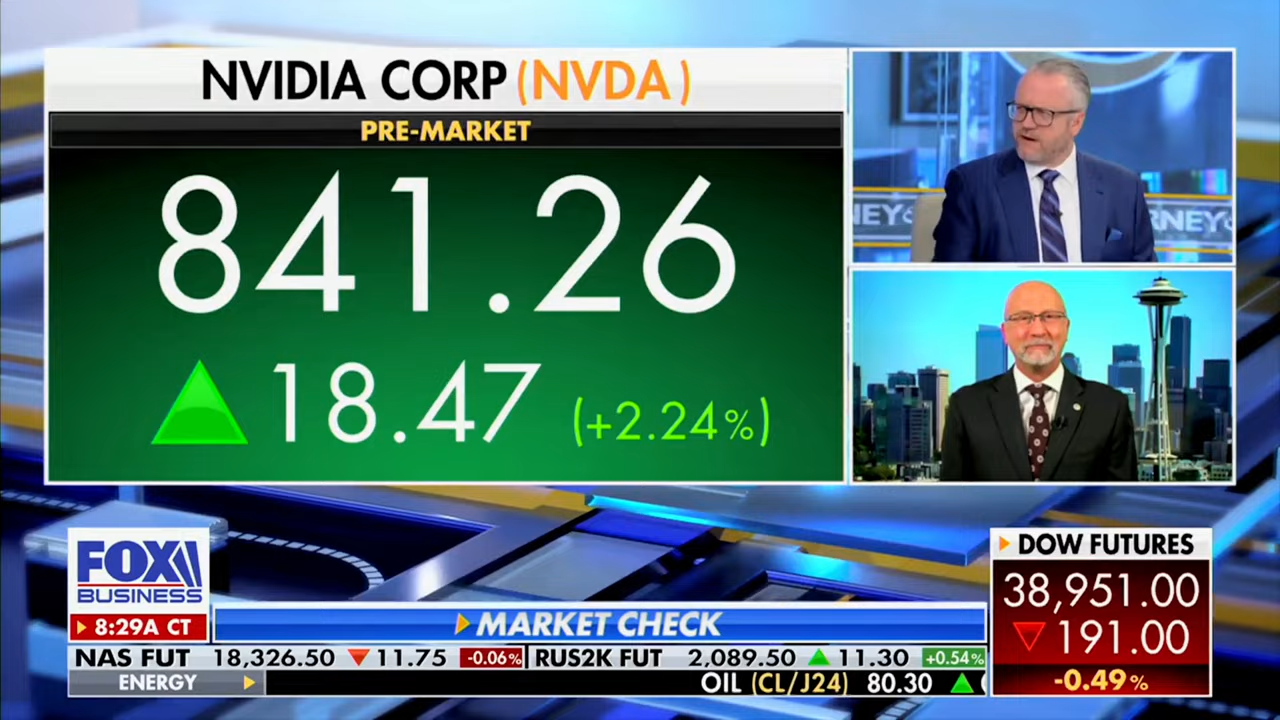 NVIDIA CORP (NVDA)
PRE-MARKET
841.26
▲ 18.47 (+2.24%)
FOX
BUSINESS
8:29A CT
MARKET CHECK
DOW FUTURES
38,951.00
▼ 191.00
-0.49%
NAS FUT 18,326.50 ▼ 11.75 -0.06% RUS2K FUT 2,089.50 ▲ 11.30 +0.54%
ENERGY
OIL (CL/J24) 80.30 ▲